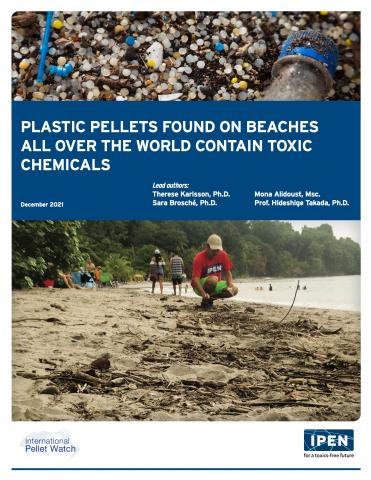 PLASTIC PELLETS FOUND ON BEACHES
ALL OVER THE WORLD CONTAIN TOXIC
CHEMICALS
December 2021
Lead authors:
Therese Karlsson, Ph.D.
Sara Brosché, Ph.D.
Mona Alidoust, Msc.
Prof. Hideshige Takada, Ph.D.
IPEN
International
Pellet Watch
IPEN
for a toxics-free future